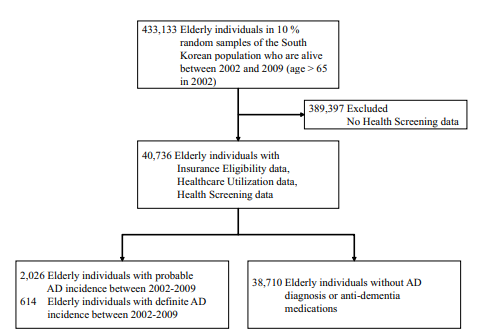 433,133 Elderly individuals in 10 %
random samples of the South
Korean population who are alive
between 2002 and 2009 (age > 65
in 2002)
389,397 Excluded
No Health Screening data
40,736 Elderly individuals with
Insurance Eligibility data,
Healthcare Utilization data,
Health Screening data
2,026 Elderly individuals with probable
AD incidence between 2002-2009
614 Elderly individuals with definite AD
incidence between 2002-2009
38,710 Elderly individuals without AD
diagnosis or anti-dementia
medications